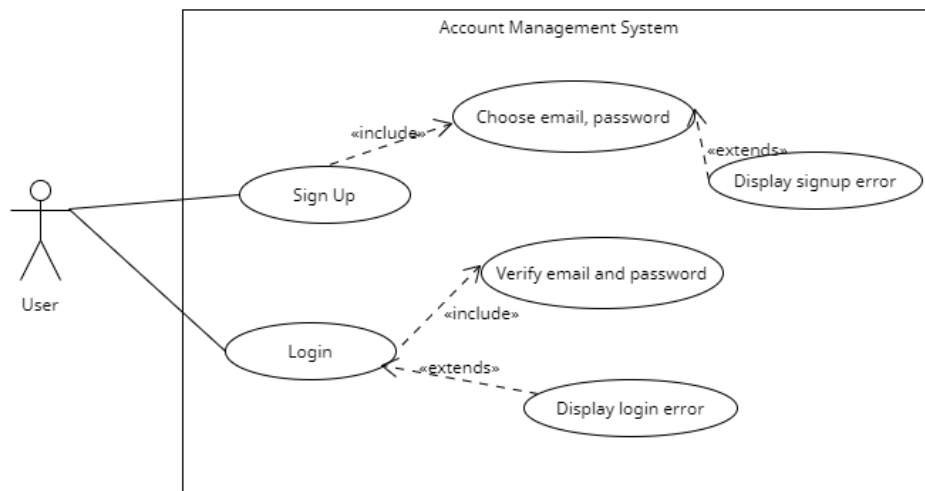 Account Management System
Choose email, password
«include»
«extends»
Display signup error
Sign Up
User
Verify email and password
«include»
Login
«extends»
Display login error